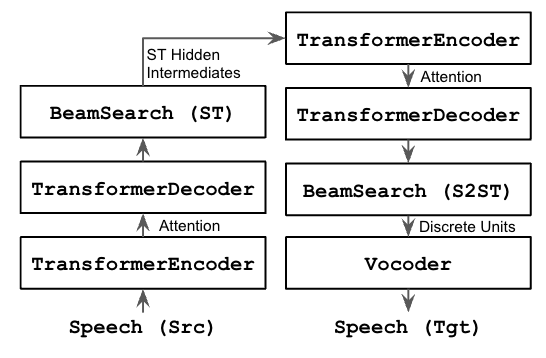 TransformerEncoder
ST Hidden
Intermediates
Attention
BeamSearch (ST)
TransformerDecoder
TransformerDecoder
BeamSearch (S2ST)
Attention
Discrete Units
TransformerEncoder
Vocoder
Speech (Src)
Speech (Tgt)